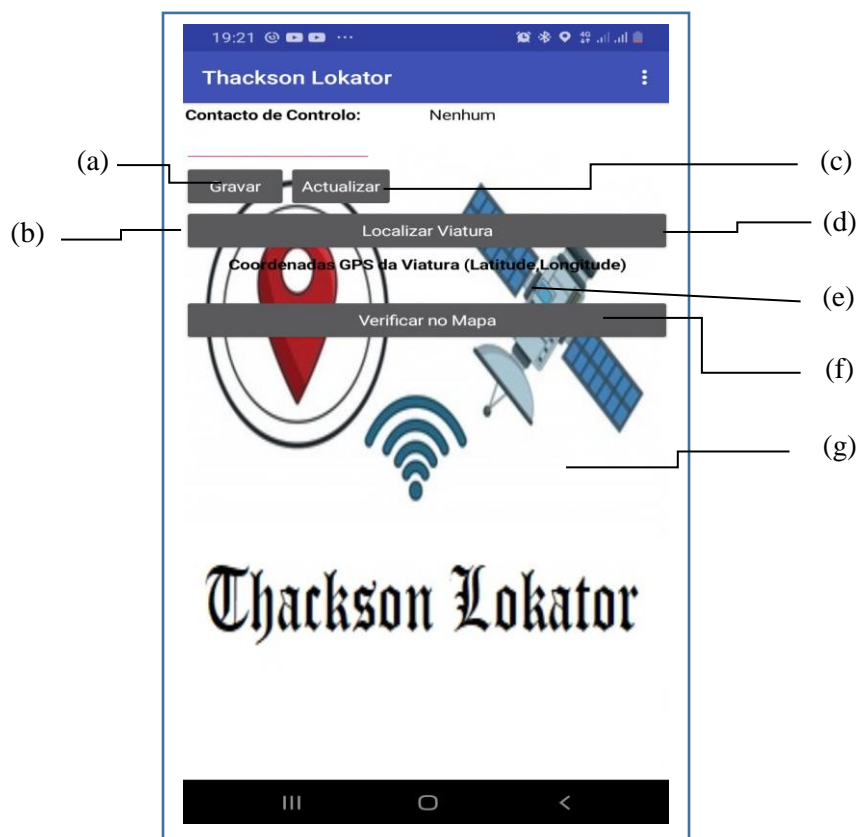 19:21
4G
Thackson Lokator
Contacto de Controlo: Nenhum
(a)
(c)
Gravar Actualizar
(b)
(d)
Localizar Viatura
Coordenadas GPS da Viatura (Latitude,Longitude)
(e)
Verificar no Mapa
(f)
(g)
Thackson Lokator